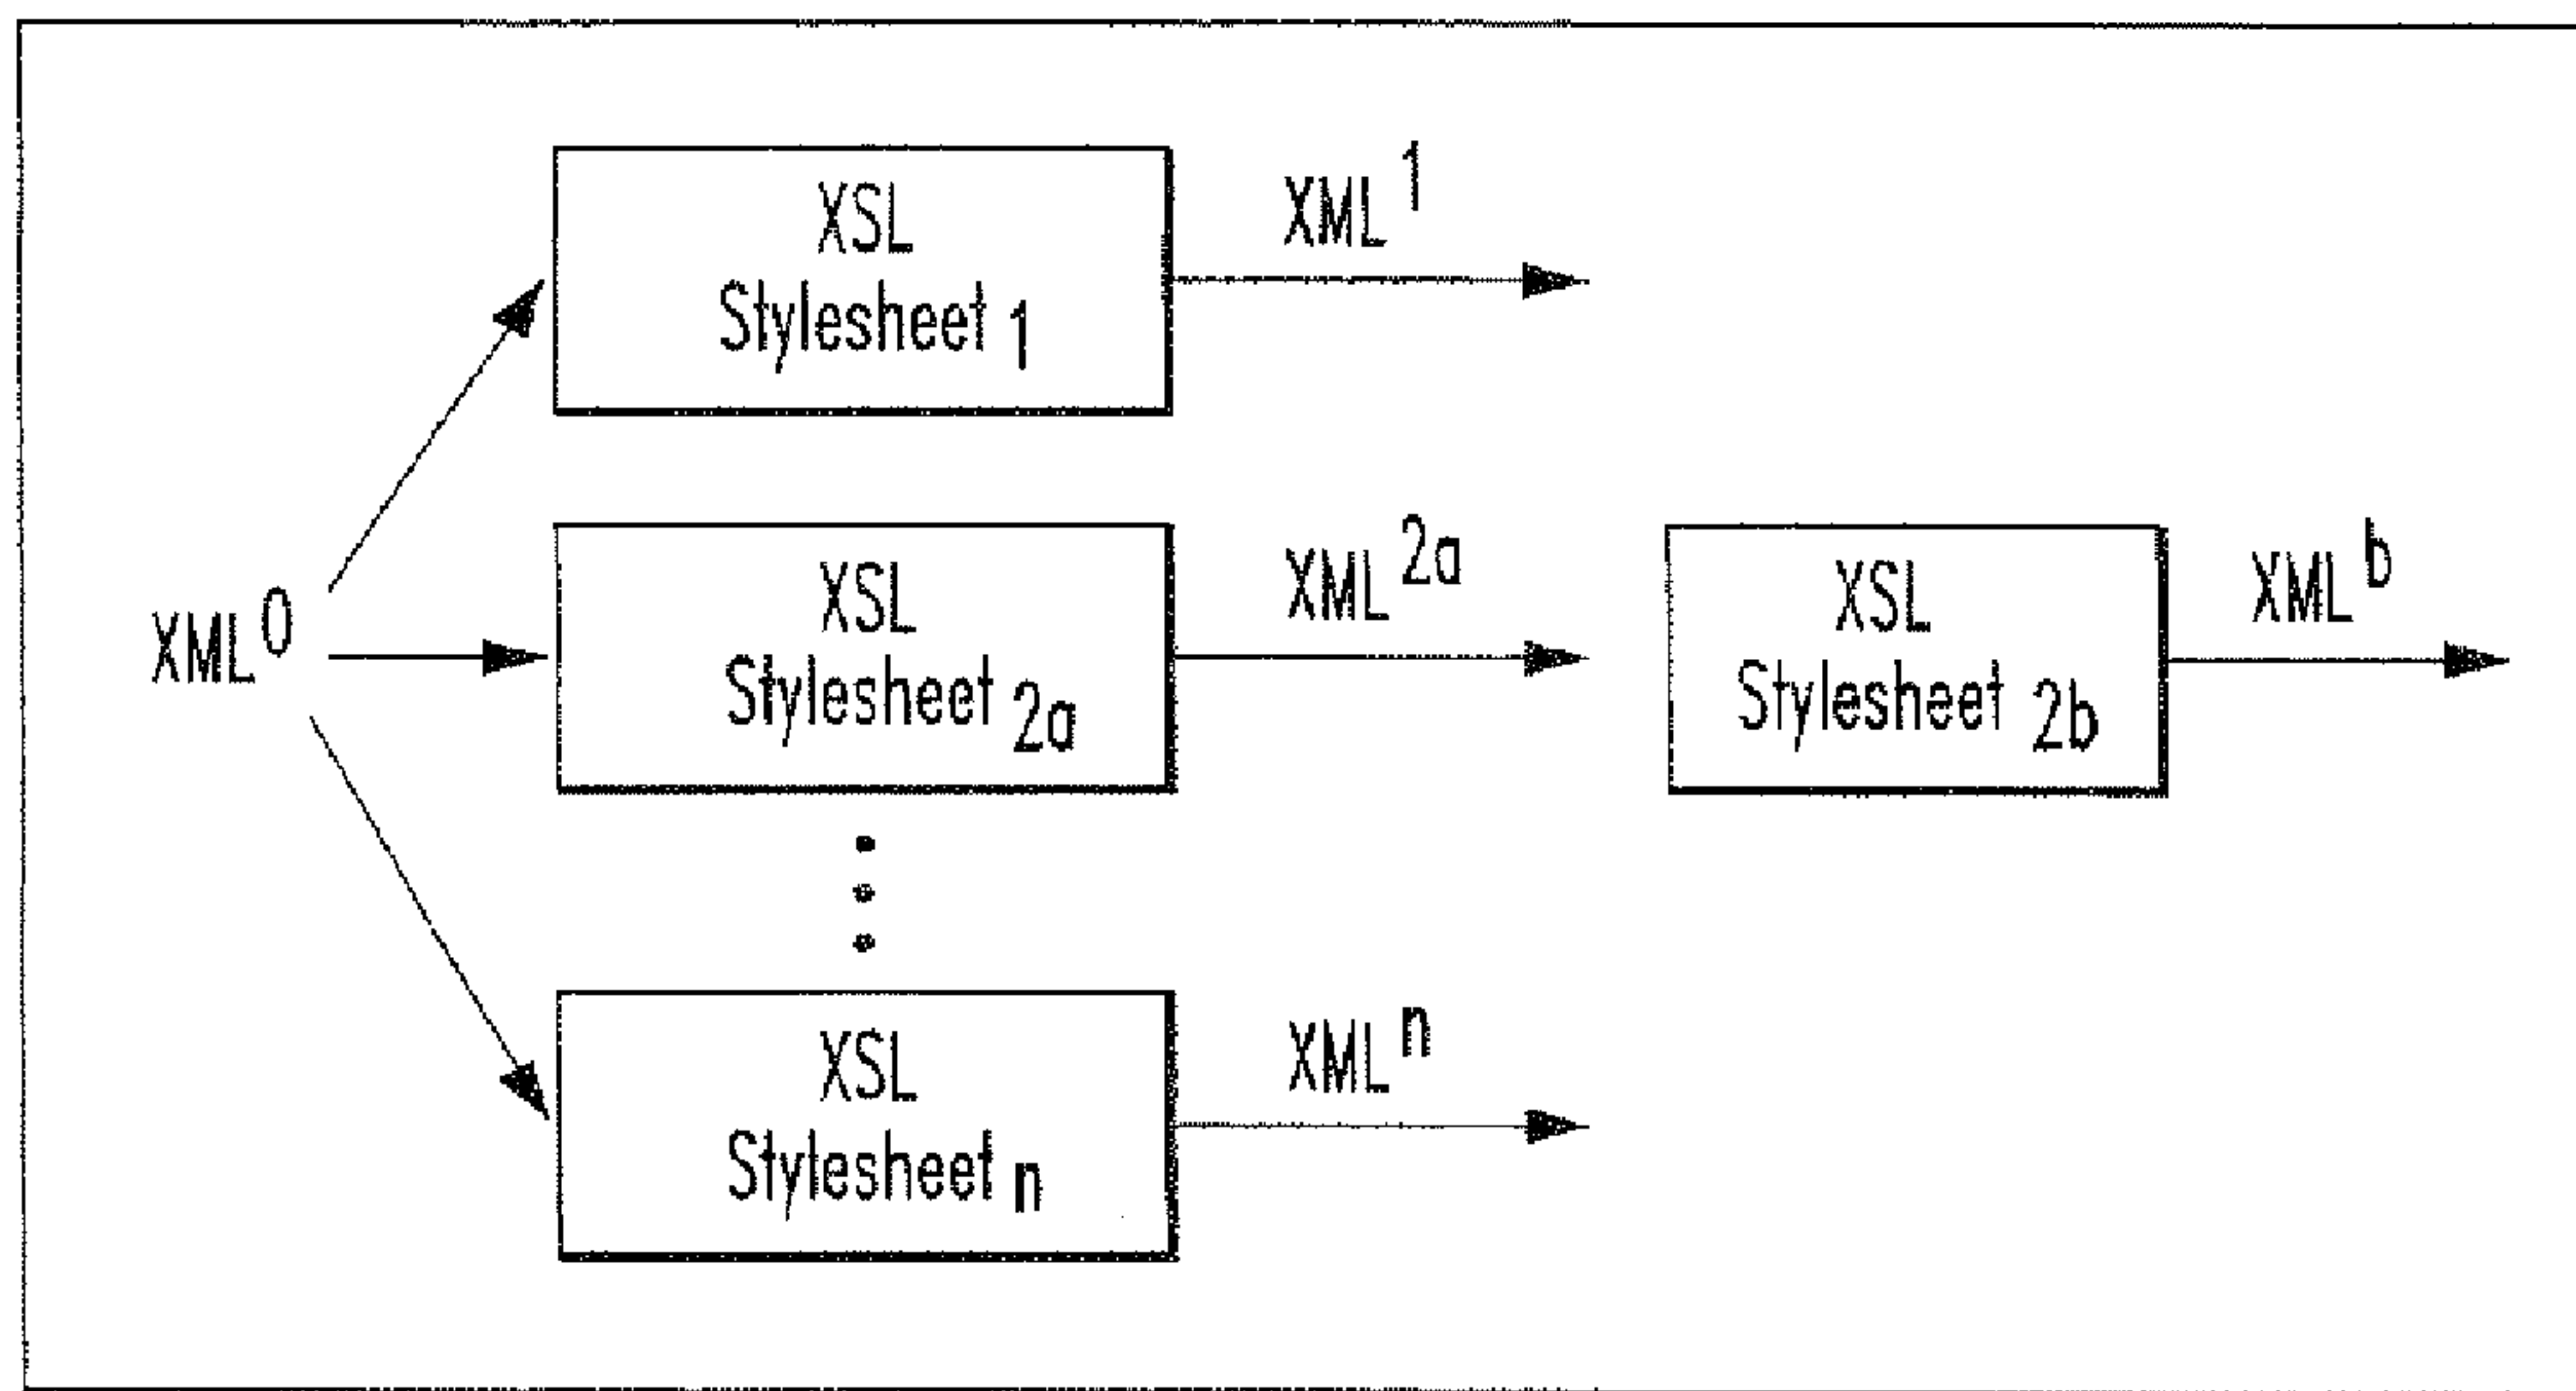 XSL
Stylesheet 1
XML 1
XML 0
XSL
Stylesheet 2a
XML 2a
XSL
Stylesheet 2b
XML b
XSL
Stylesheet n
XML n